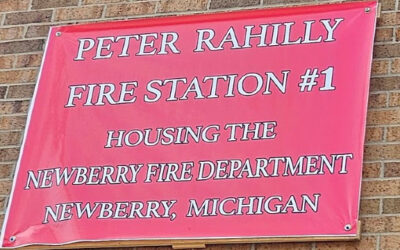 PETER RAHILLY
FIRE STATION #1
HOUSING THE
NEWBERRY FIRE DEPARTMENT
NEWBERRY, MICHIGAN